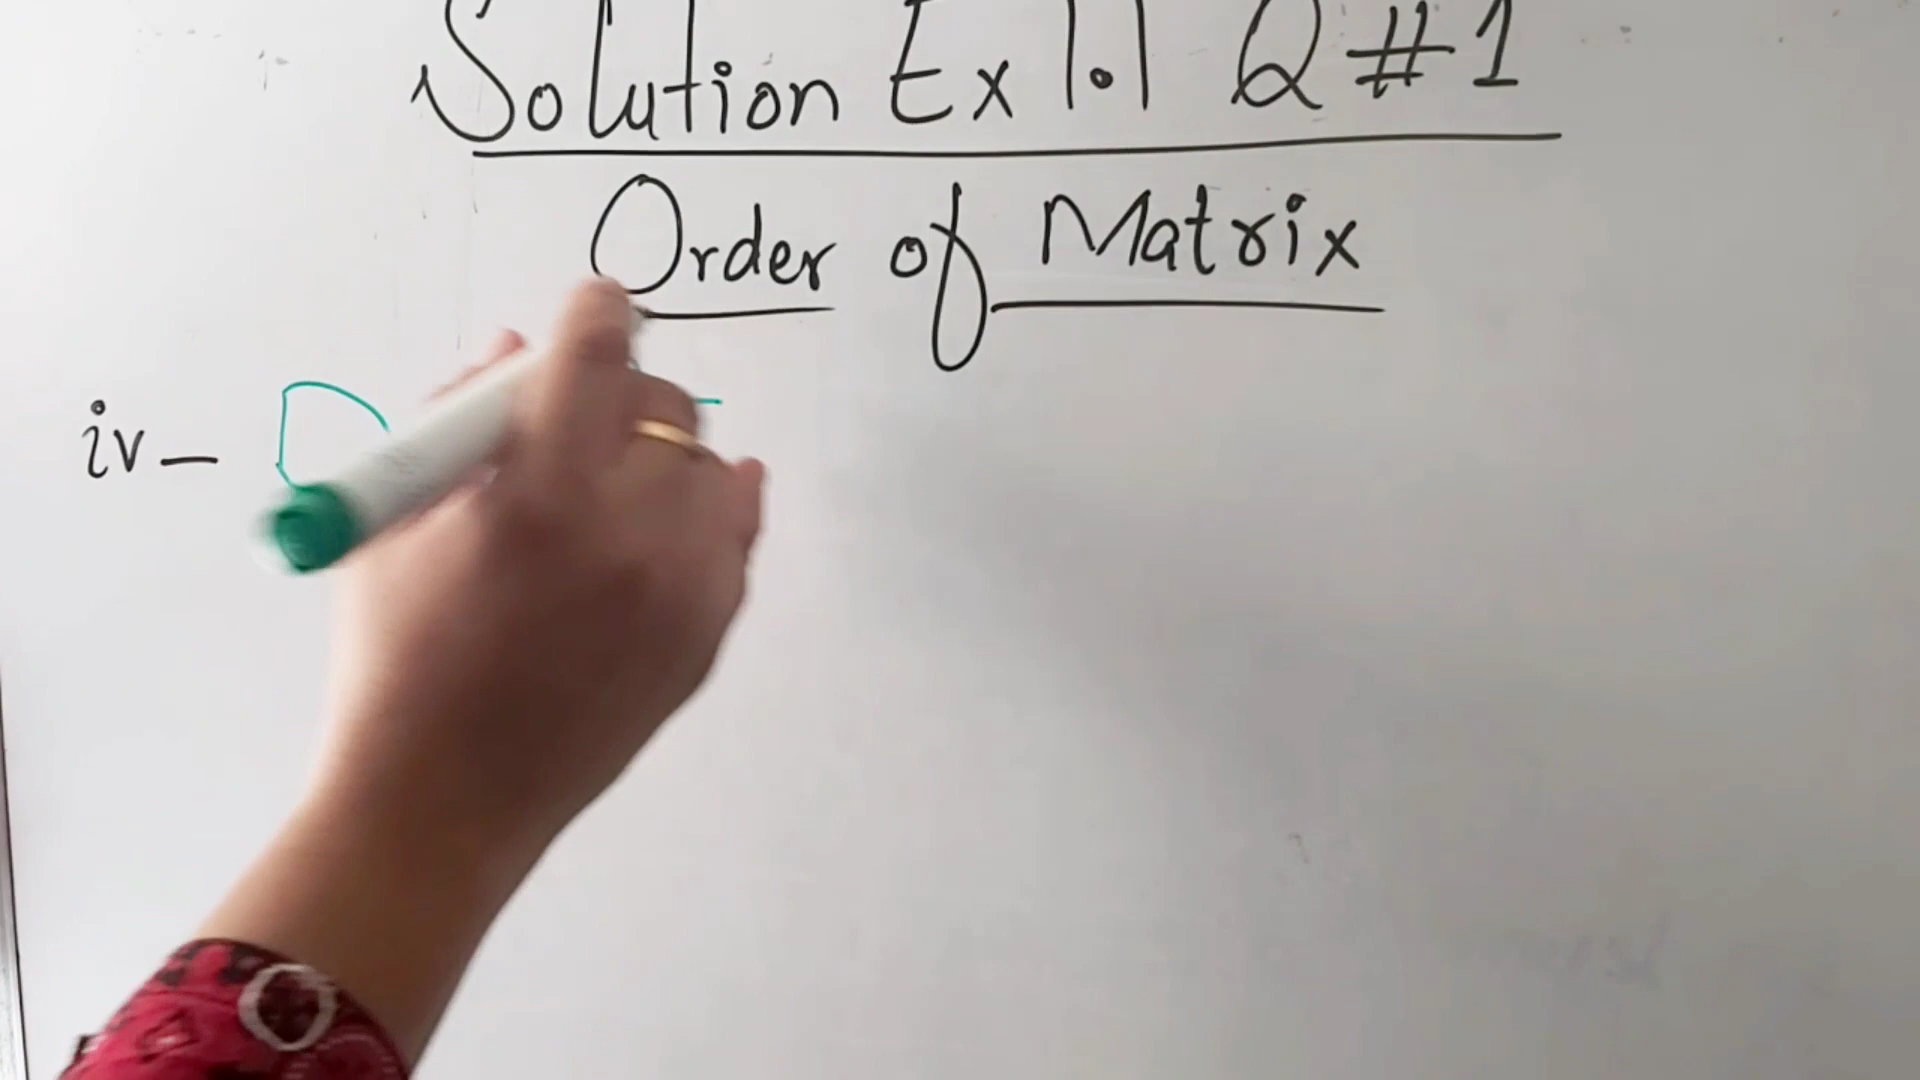 Solution Ex 1.1 Q#1
Order of Matrix
iv- D